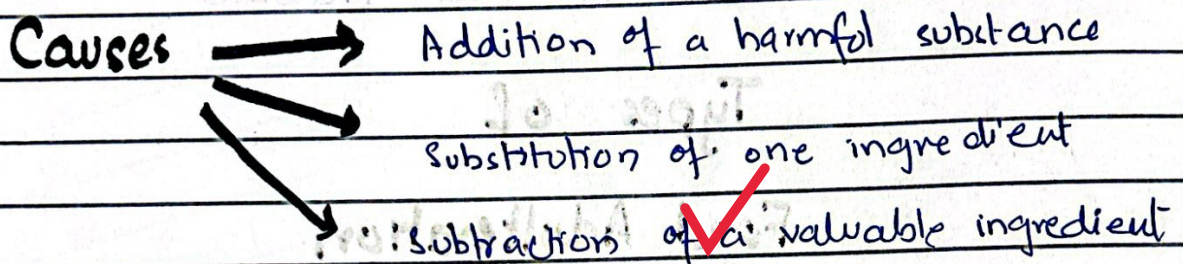 Causes → Addition of a harmful substance
→ Substitution of one ingredient
→ Subtraction of a valuable ingredient